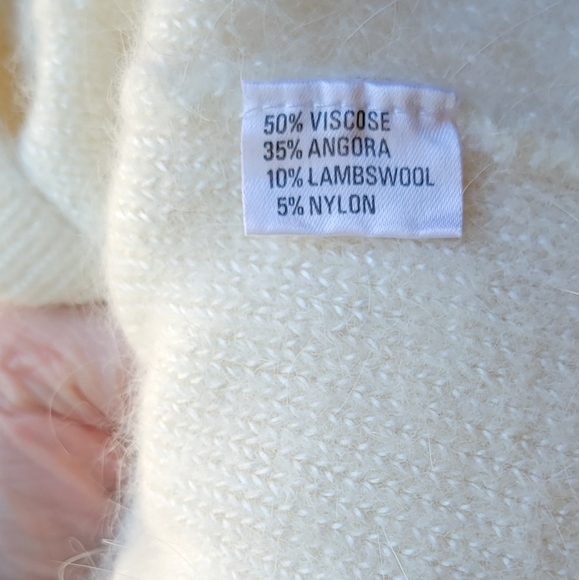 50% VISCOSE
35% ANGORA
10% LAMBSWOOL
5% NYLON